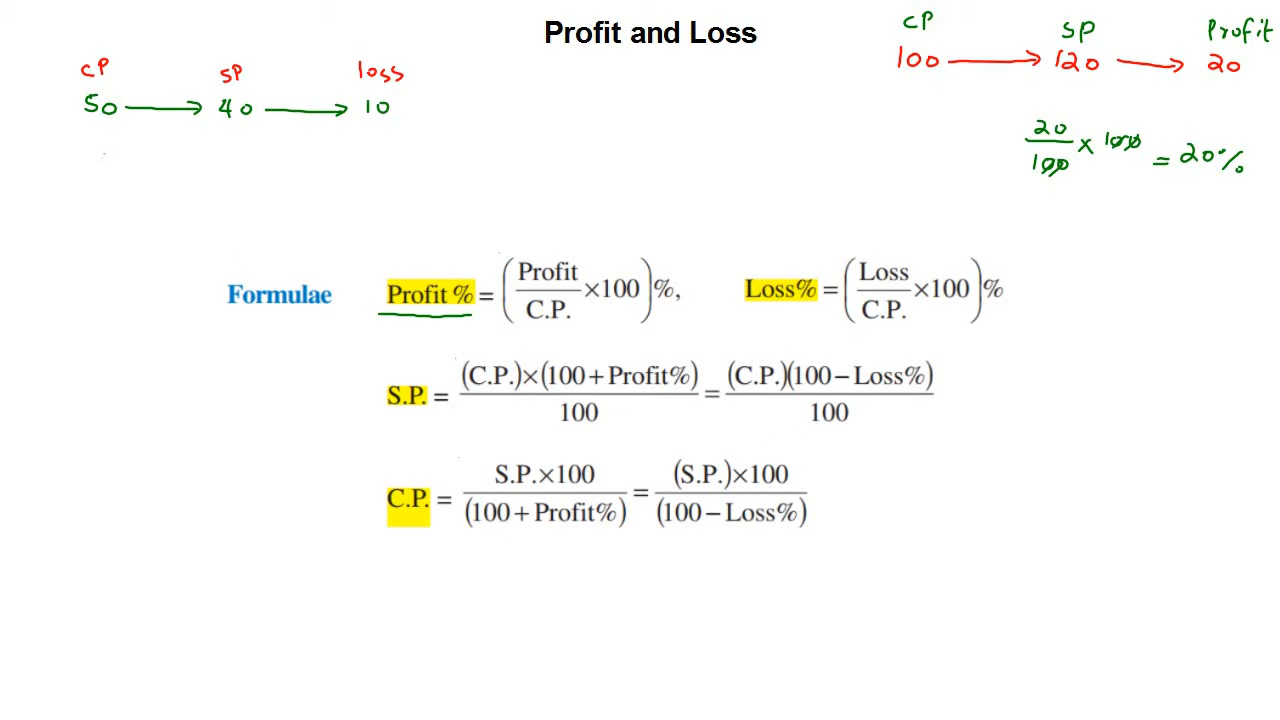 Profit and Loss
CP SP Profit
100 → 120 → 20
CP SP loss
50 → 40 → 10
20/100 × 100 = 20%
Formulae Profit % = (Profit/C.P. ×100)%, Loss% = (Loss/C.P. ×100)%
S.P. = (C.P.)×(100+Profit%)/100 = (C.P.)(100−Loss%)/100
C.P. = S.P.×100/(100+Profit%) = (S.P.)×100/(100−Loss%)